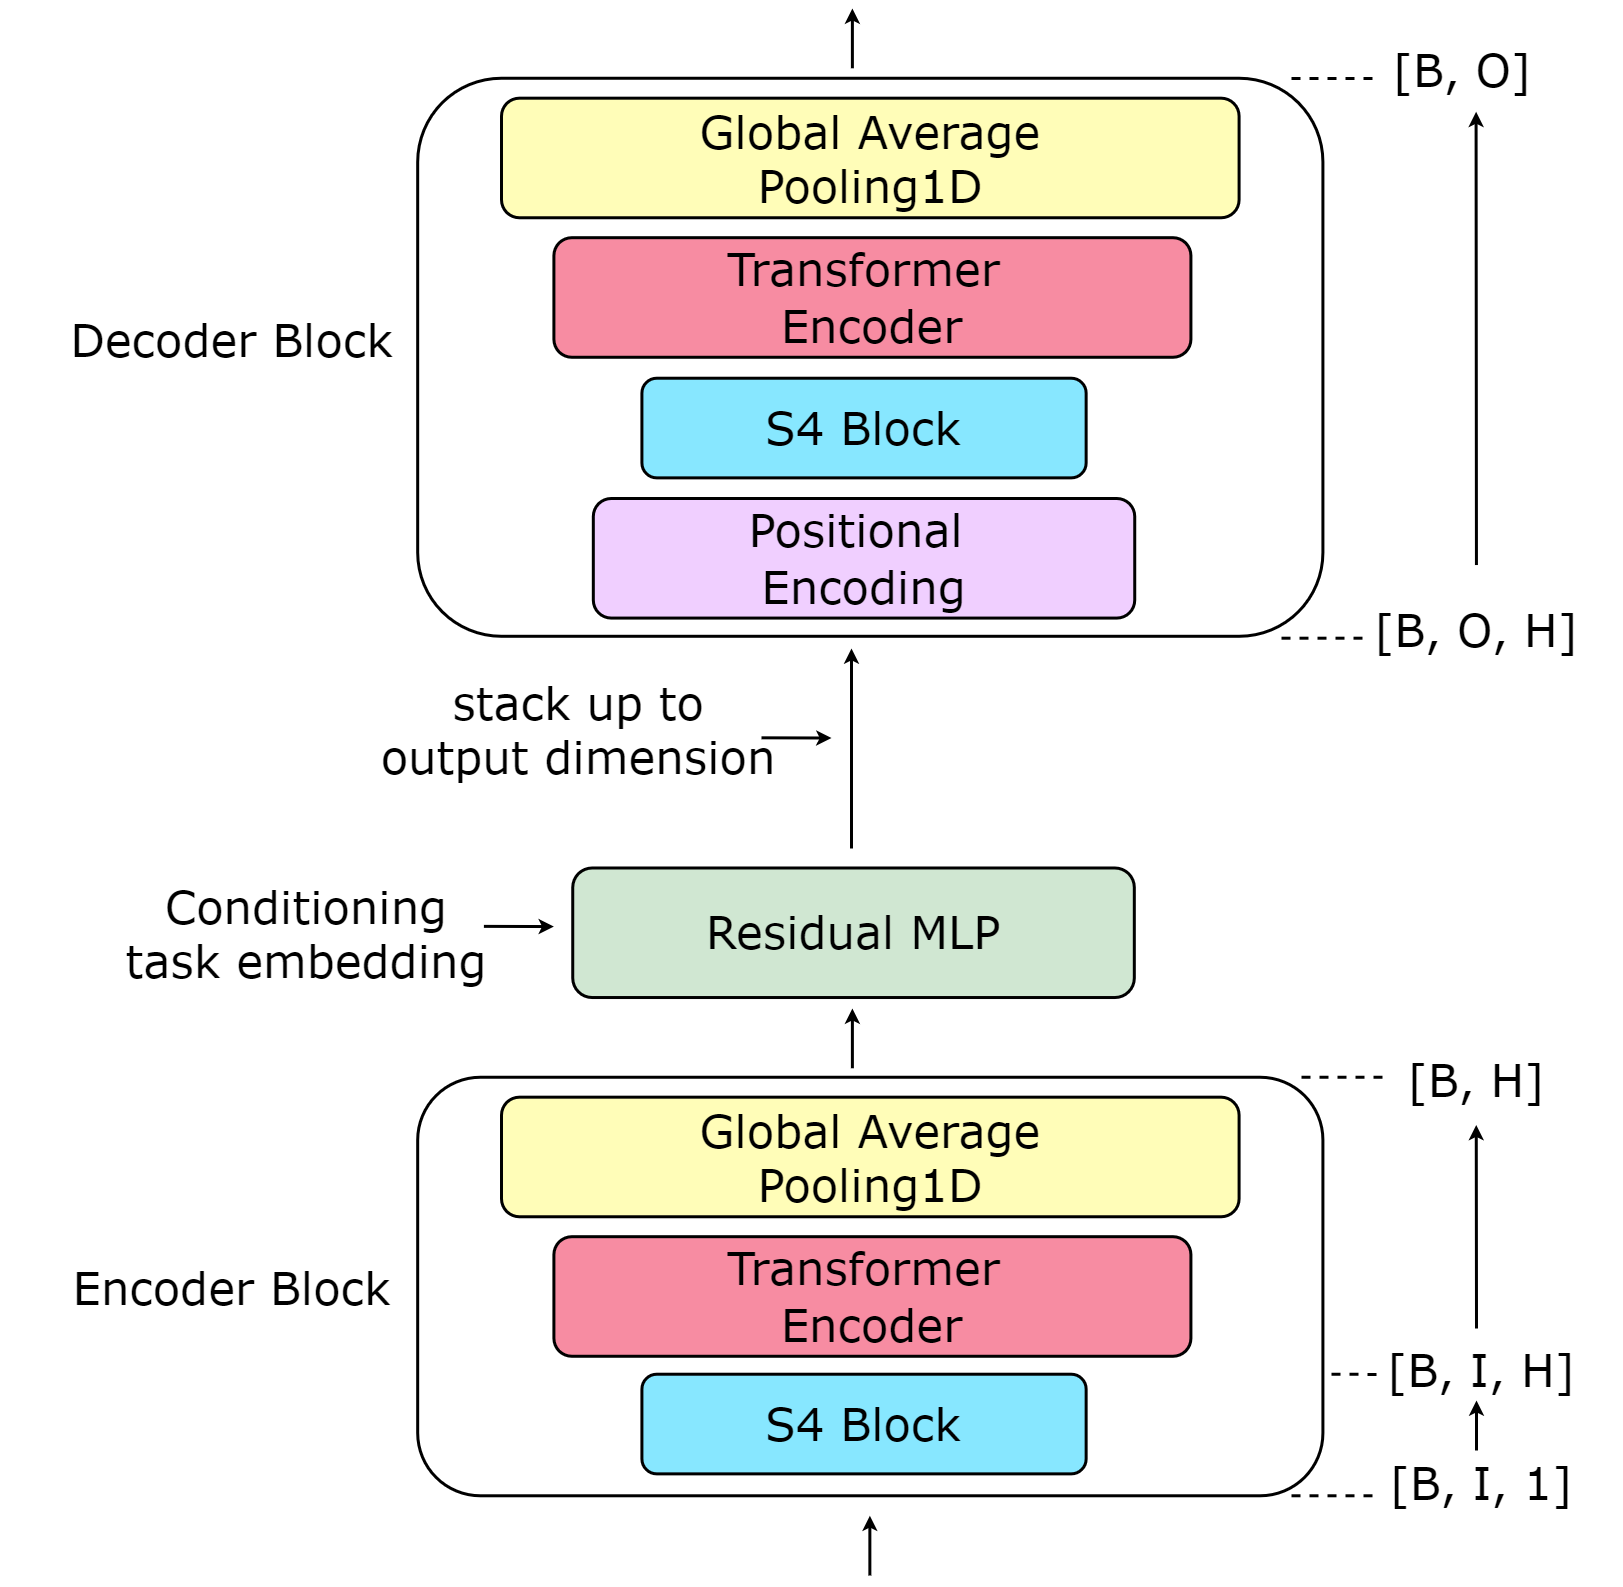 [B, O]
Global Average
Pooling1D
Transformer
Encoder
Decoder Block
S4 Block
Positional
Encoding
[B, O, H]
stack up to
output dimension
Conditioning
task embedding
Residual MLP
[B, H]
Global Average
Pooling1D
Transformer
Encoder
Encoder Block
[B, I, H]
S4 Block
[B, I, 1]